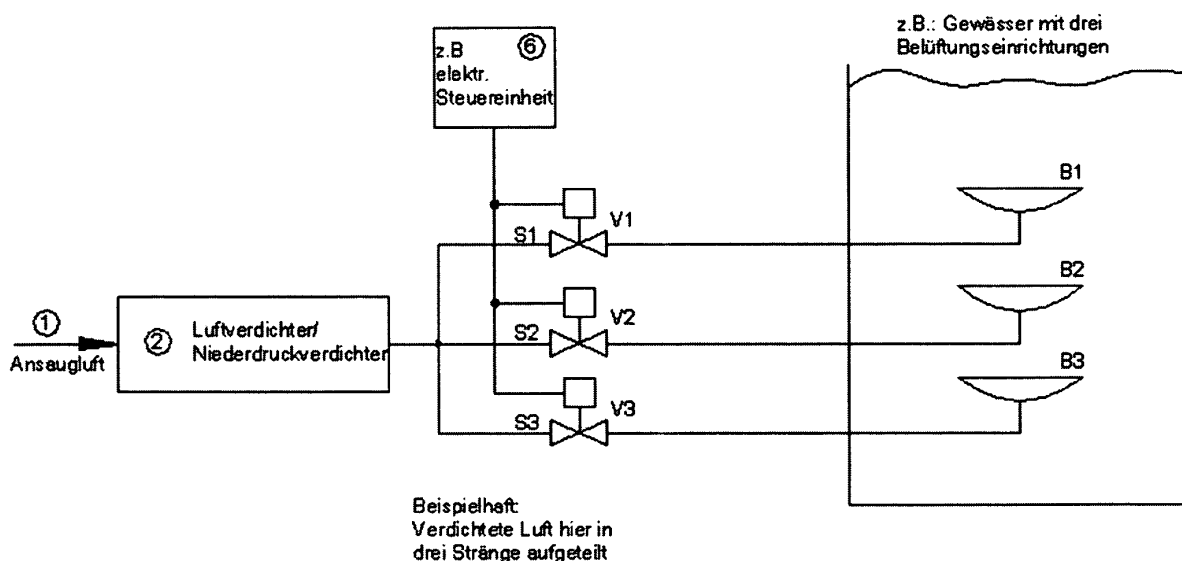 z.B.: Gewässer mit drei
Belüftungseinrichtungen
z.B 6
elektr.
Steuereinheit
B1
V1
S1
B2
1
V2
2 Luftverdichter/
S2
Niederdruckverdichter
Ansaugluft
B3
V3
S3
Beispielhaft:
Verdichtete Luft hier in
drei Stränge aufgeteilt